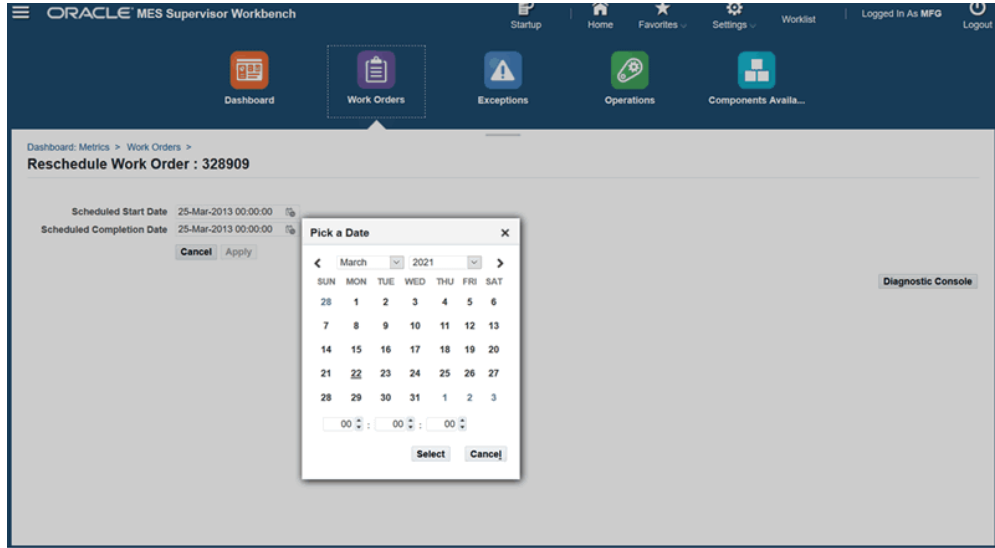 ORACLE MES Supervisor Workbench
Startup
Home
Favorites
Settings
Worklist
Logged In As MFG
Logout
Dashboard
Work Orders
Exceptions
Operations
Components Availa...
Dashboard: Metrics > Work Orders >
Reschedule Work Order : 328909
Scheduled Start Date 25-Mar-2013 00:00:00
Scheduled Completion Date 25-Mar-2013 00:00:00
Cancel Apply
Diagnostic Console
Pick a Date
March 2021
SUN MON TUE WED THU FRI SAT
28 1 2 3 4 5 6
7 8 9 10 11 12 13
14 15 16 17 18 19 20
21 22 23 24 25 26 27
28 29 30 31 1 2 3
00 : 00 : 00
Select Cancel